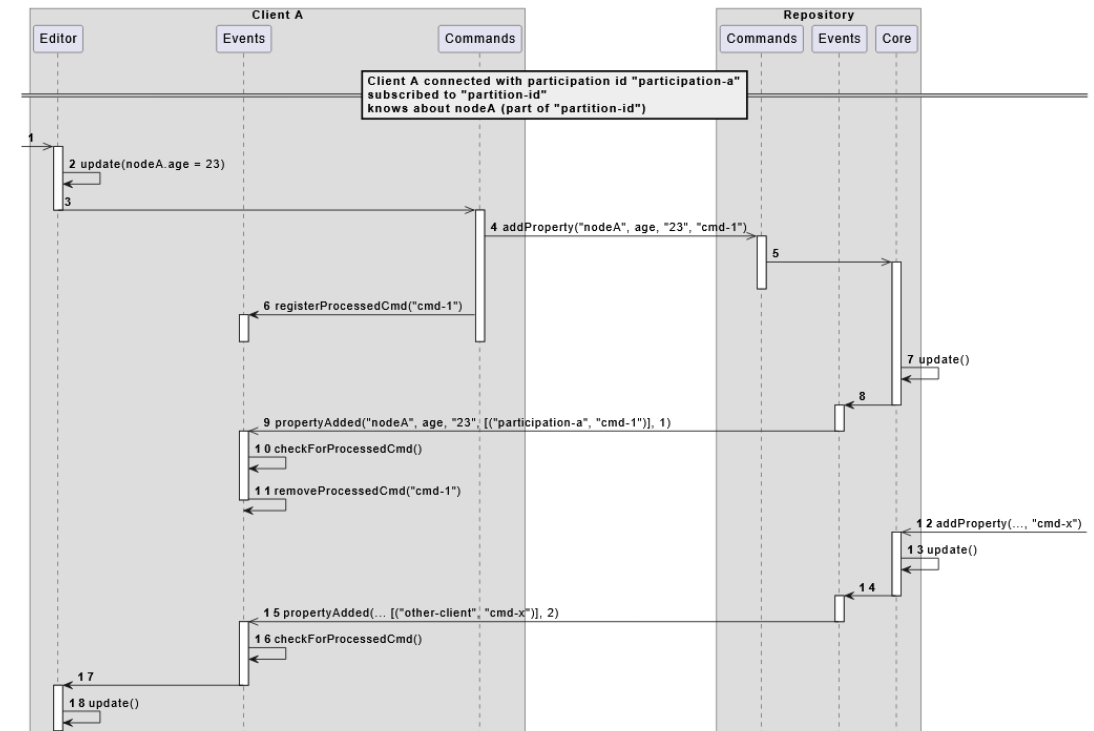 Client A
Repository
Editor
Events
Commands
Commands
Events
Core
Client A connected with participation id "participation-a"
subscribed to "partition-id"
knows about nodeA (part of "partition-id")
1
2 update(nodeA.age = 23)
3
4 addProperty("nodeA", age, "23", "cmd-1")
5
6 registerProcessedCmd("cmd-1")
7 update()
8
9 propertyAdded("nodeA", age, "23", [("participation-a", "cmd-1")], 1)
10 checkForProcessedCmd()
11 removeProcessedCmd("cmd-1")
12 addProperty(..., "cmd-x")
13 update()
14
15 propertyAdded(... [("other-client", "cmd-x")], 2)
16 checkForProcessedCmd()
17
18 update()